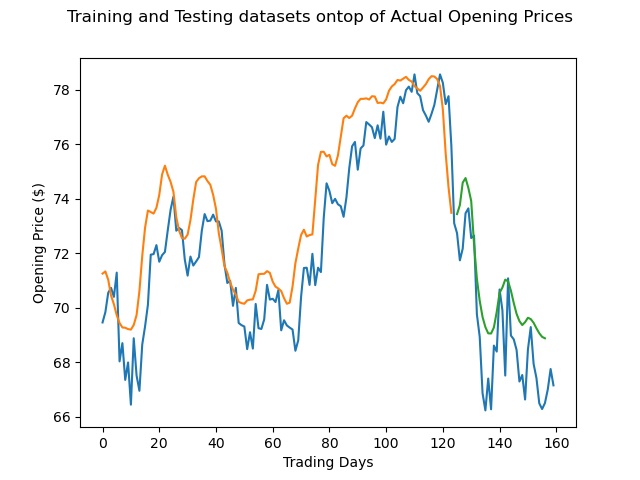 Training and Testing datasets ontop of Actual Opening Prices
Opening Price ($)
78
76
74
72
70
68
66
0 20 40 60 80 100 120 140 160
Trading Days